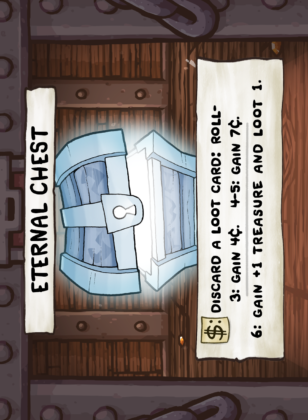 ETERNAL CHEST
$: DISCARD A LOOT CARD: ROLL-
3: GAIN 4¢. 4-5: GAIN 7¢.
6: GAIN +1 TREASURE AND LOOT 1.